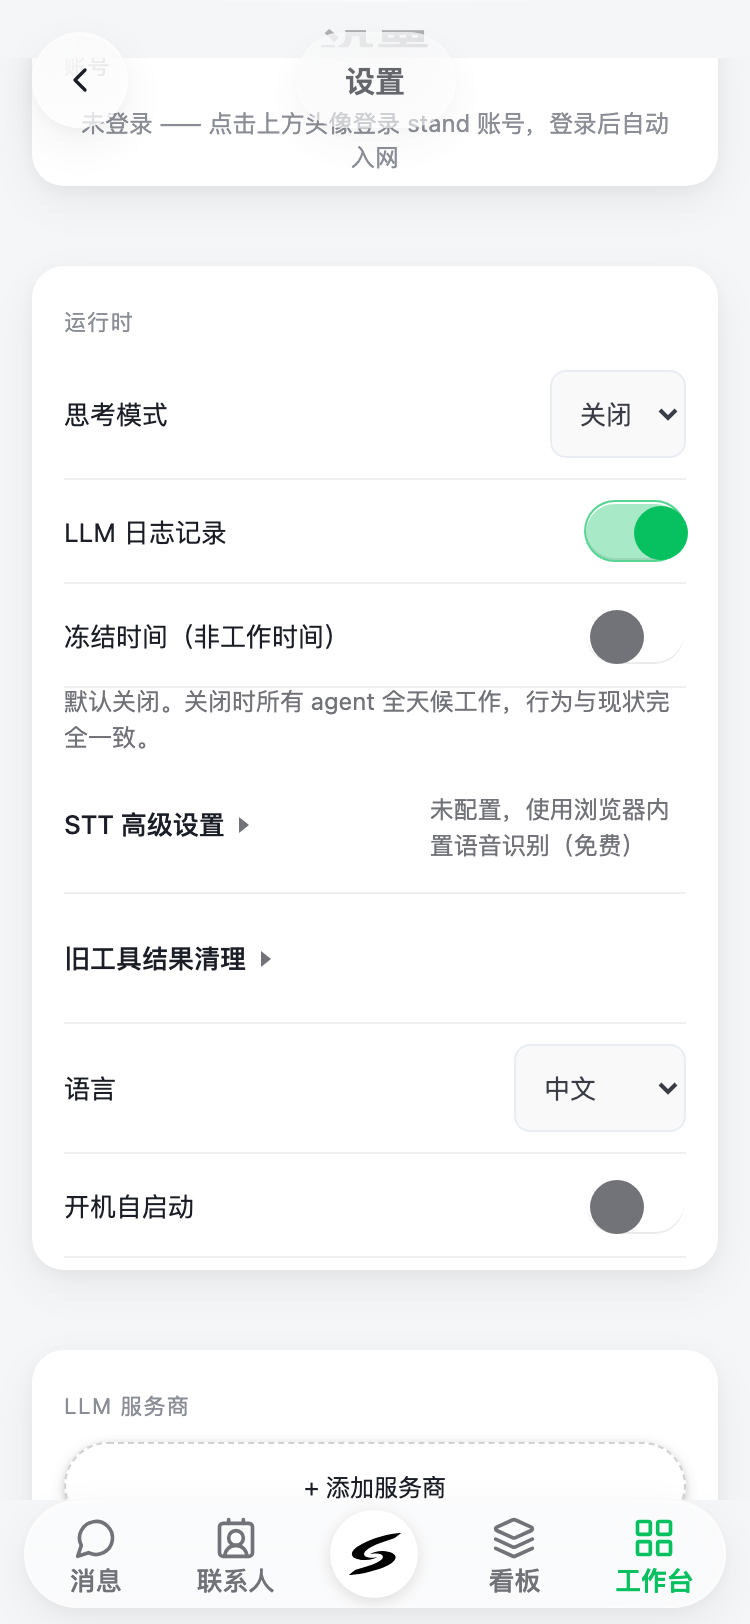 设置
账号
设置
未登录 —— 点击上方头像登录 stand 账号，登录后自动
入网
运行时
思考模式
关闭
LLM 日志记录
冻结时间（非工作时间）
默认关闭。关闭时所有 agent 全天候工作，行为与现状完
全一致。
STT 高级设置
未配置，使用浏览器内
置语音识别（免费）
旧工具结果清理
语言
中文
开机自启动
LLM 服务商
+ 添加服务商
消息
联系人
看板
工作台